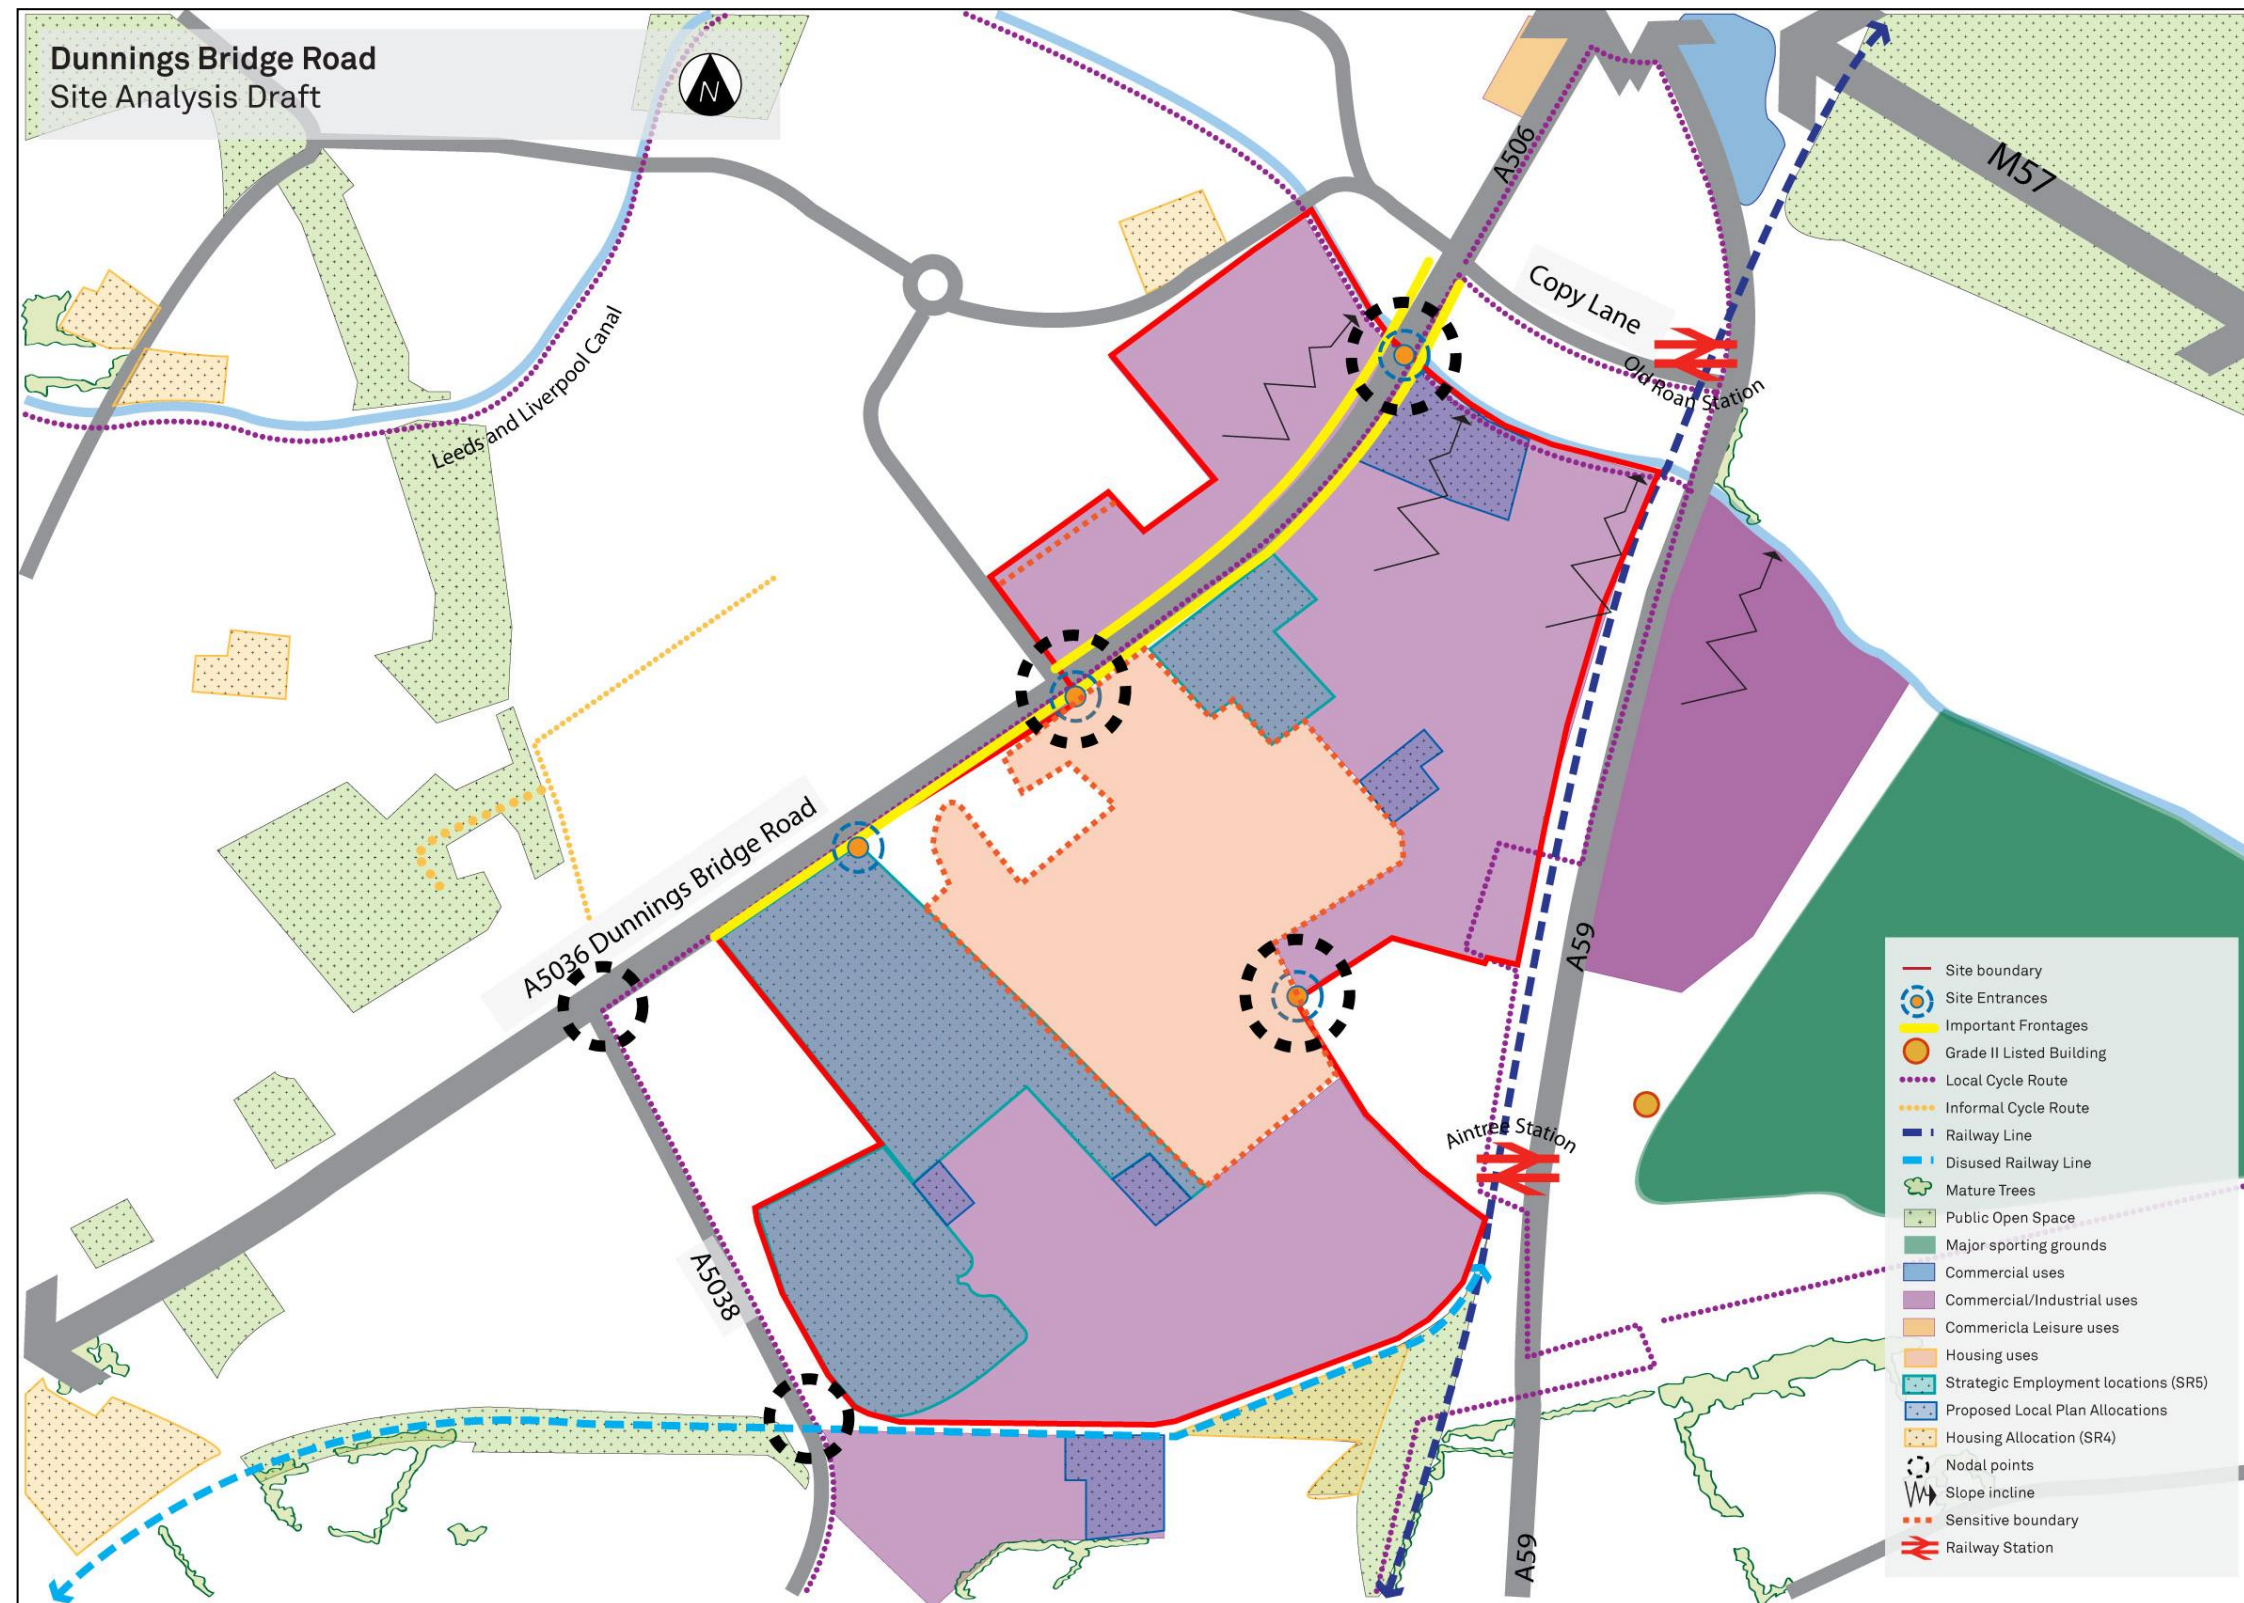 Dunnings Bridge Road
Site Analysis Draft
N
A506
M57
Copy Lane
Old Roan Station
Leeds and Liverpool Canal
A5036 Dunnings Bridge Road
A59
Aintree Station
A5038
A59
Site boundary
Site Entrances
Important Frontages
Grade II Listed Building
Local Cycle Route
Informal Cycle Route
Railway Line
Disused Railway Line
Mature Trees
Public Open Space
Major sporting grounds
Commercial uses
Commercial/Industrial uses
Commericla Leisure uses
Housing uses
Strategic Employment locations (SR5)
Proposed Local Plan Allocations
Housing Allocation (SR4)
Nodal points
Slope incline
Sensitive boundary
Railway Station